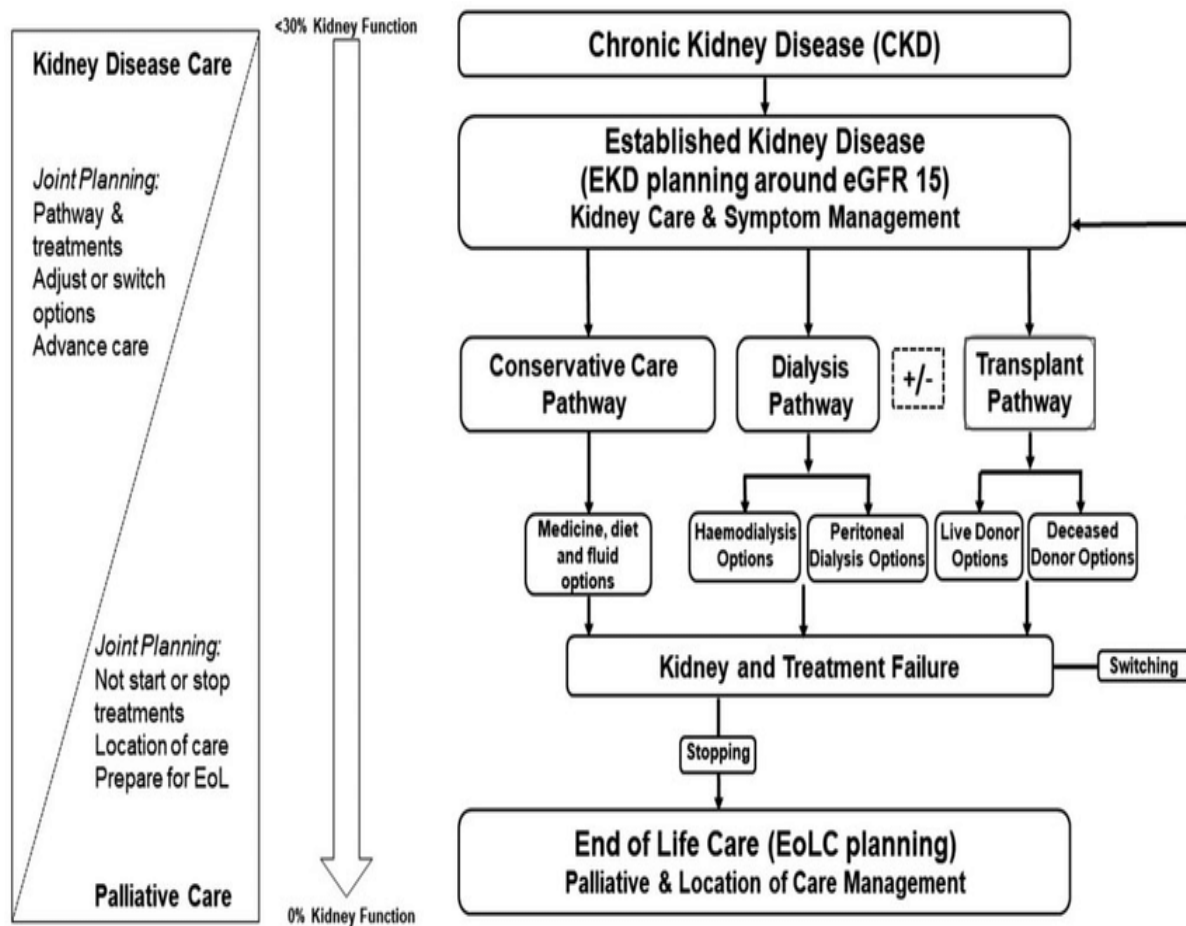 <30% Kidney Function
Kidney Disease Care
Joint Planning:
Pathway &
treatments
Adjust or switch
options
Advance care
Joint Planning:
Not start or stop
treatments
Location of care
Prepare for EoL
Palliative Care
0% Kidney Function
Chronic Kidney Disease (CKD)
Established Kidney Disease
(EKD planning around eGFR 15)
Kidney Care & Symptom Management
Conservative Care
Pathway
Dialysis
Pathway
+/-
Transplant
Pathway
Medicine, diet
and fluid
options
Haemodialysis
Options
Peritoneal
Dialysis Options
Live Donor
Options
Deceased
Donor Options
Kidney and Treatment Failure
Switching
Stopping
End of Life Care (EoLC planning)
Palliative & Location of Care Management